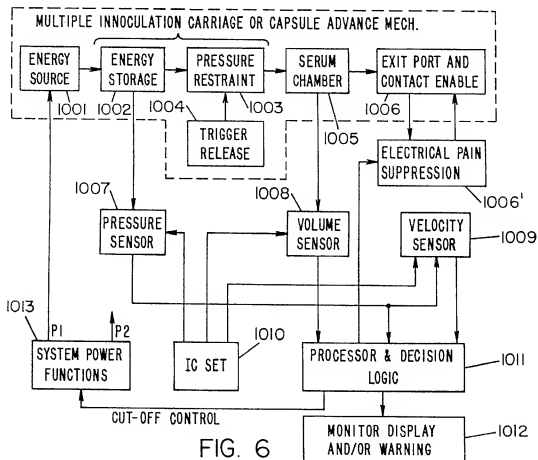 MULTIPLE INNOCULATION CARRIAGE OR CAPSULE ADVANCE MECH.
ENERGY
SOURCE
1001
ENERGY
STORAGE
1002
PRESSURE
RESTRAINT
1003
SERUM
CHAMBER
1005
EXIT PORT AND
CONTACT ENABLE
1006
1004
TRIGGER
RELEASE
ELECTRICAL PAIN
SUPPRESSION
1006'
1007
PRESSURE
SENSOR
1008
VOLUME
SENSOR
VELOCITY
SENSOR
1009
1013
P1
P2
SYSTEM POWER
FUNCTIONS
IC SET
1010
PROCESSOR & DECISION
LOGIC
1011
CUT-OFF CONTROL
MONITOR DISPLAY
AND/OR WARNING
1012
FIG. 6